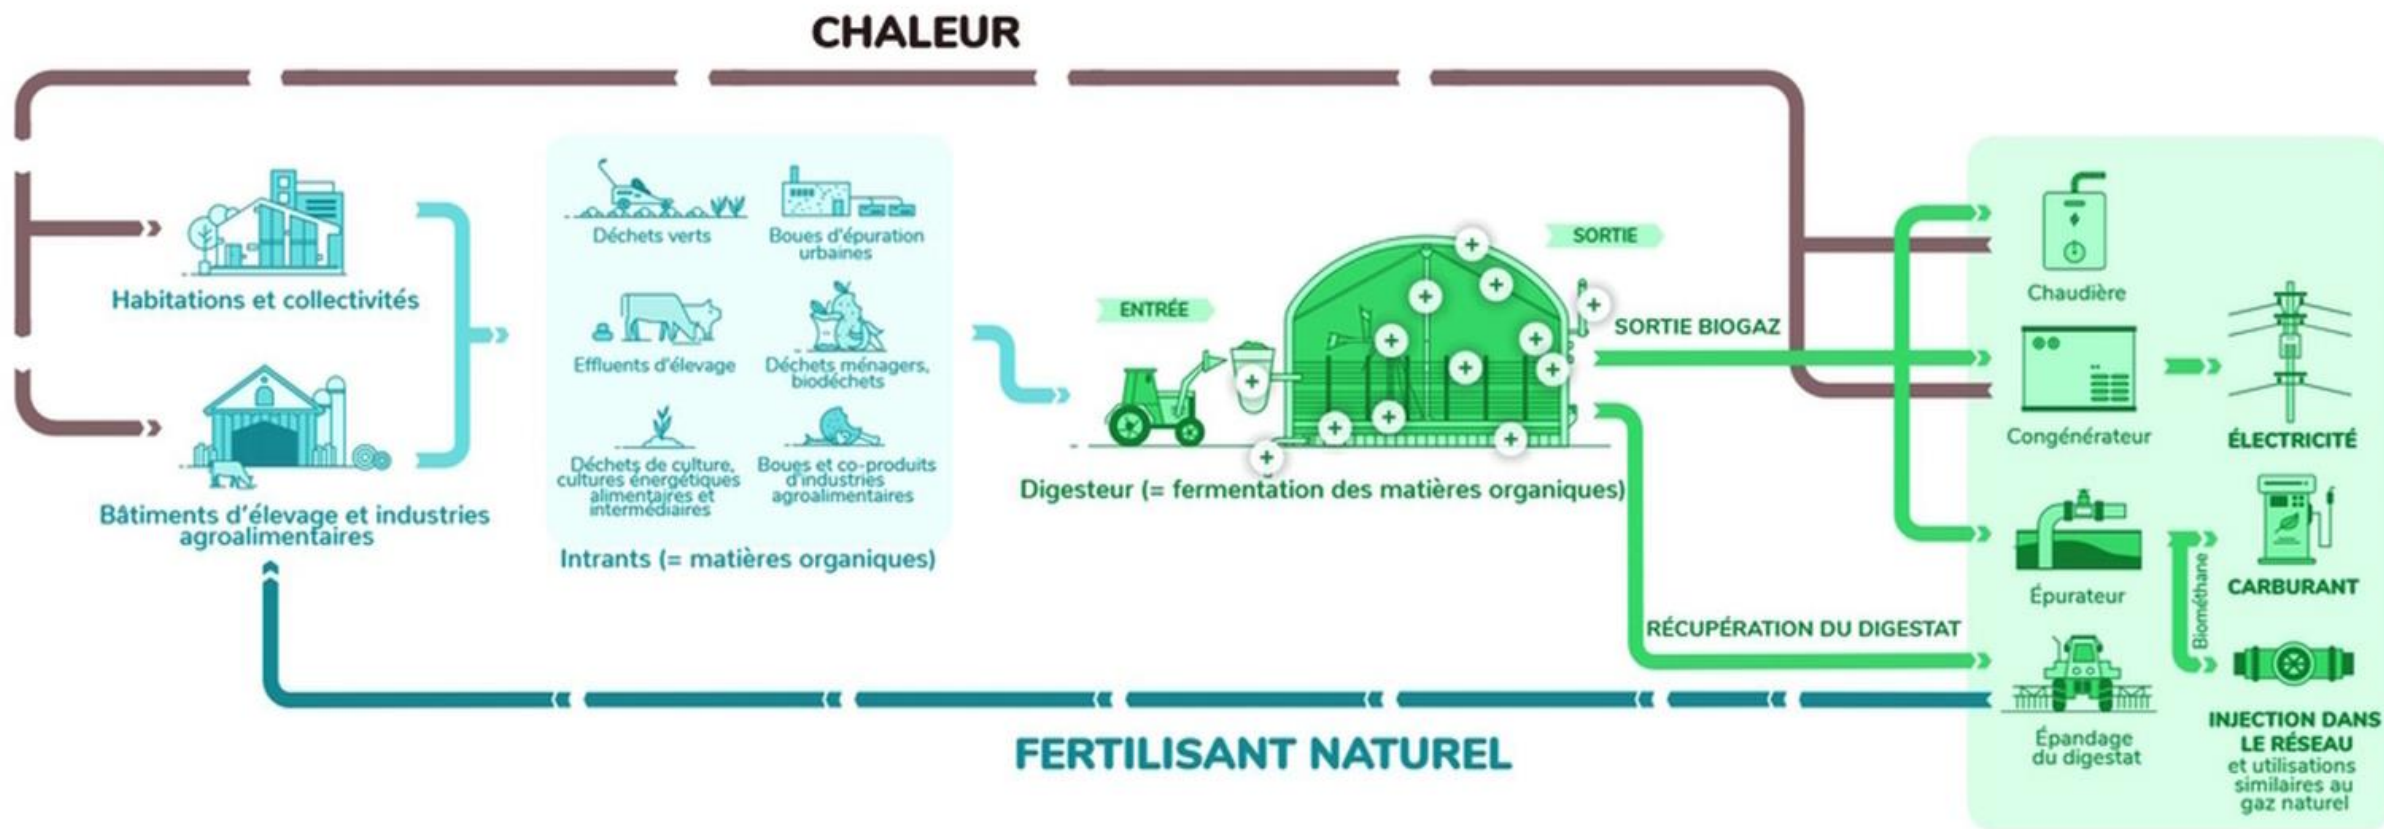 CHALEUR
Habitations et collectivités
Bâtiments d'élevage et industries
agroalimentaires
Déchets verts
Boues d'épuration
urbaines
Effluents d'élevage
Déchets ménagers,
biodéchets
Déchets de culture,
cultures énergétiques
alimentaires et
intermédiaires
Boues et co-produits
d'industries
agroalimentaires
Intrants (= matières organiques)
ENTRÉE
SORTIE
Digesteur (= fermentation des matières organiques)
SORTIE BIOGAZ
RÉCUPÉRATION DU DIGESTAT
Chaudière
Congénérateur
ÉLECTRICITÉ
Épurateur
Biométhane
CARBURANT
Épandage
du digestat
INJECTION DANS
LE RÉSEAU
et utilisations
similaires au
gaz naturel
FERTILISANT NATUREL